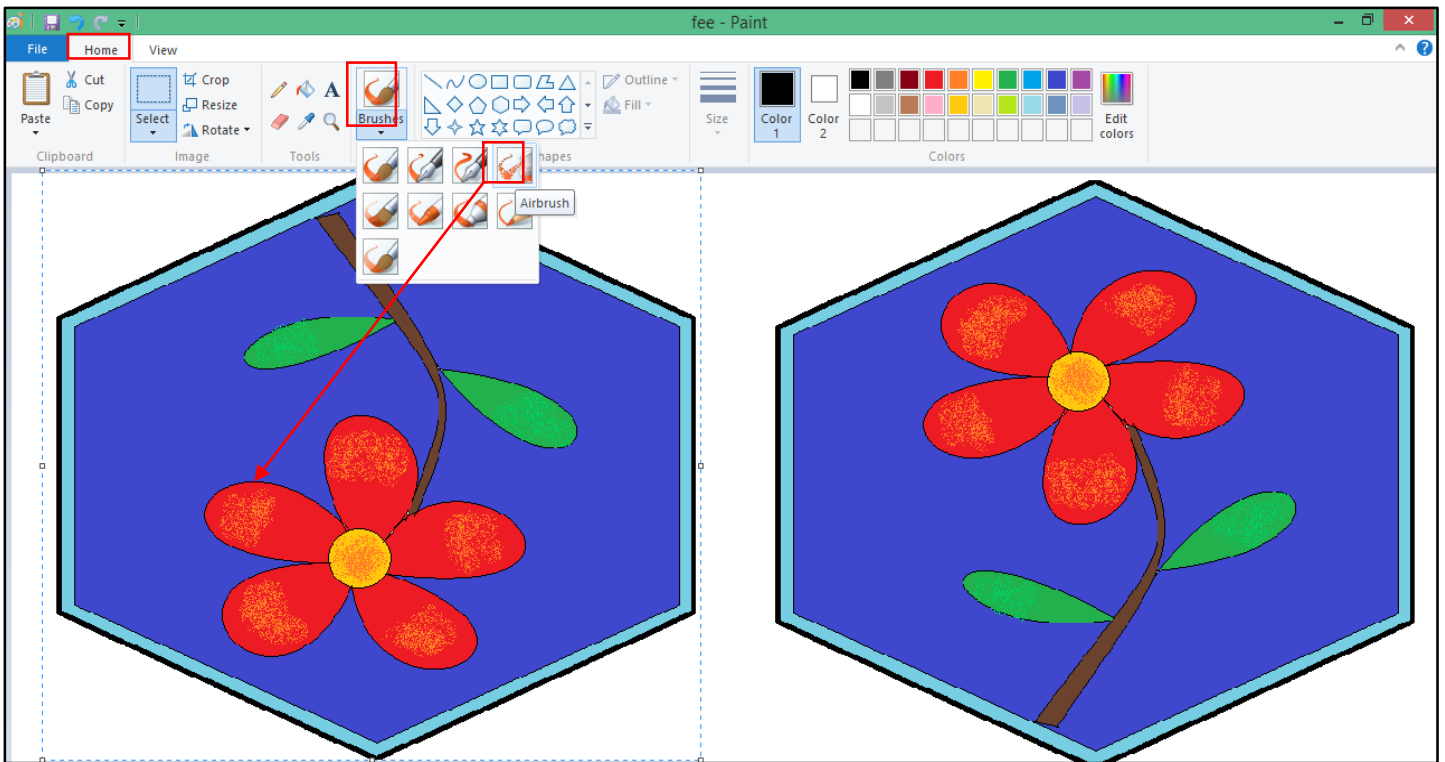 fee - Paint
File Home View
Paste
Cut
Copy
Clipboard
Select
Crop
Resize
Rotate
Image
A
Tools
Brushes
Outline
Fill
hapes
Size
Color 1
Color 2
Edit colors
Colors
Airbrush